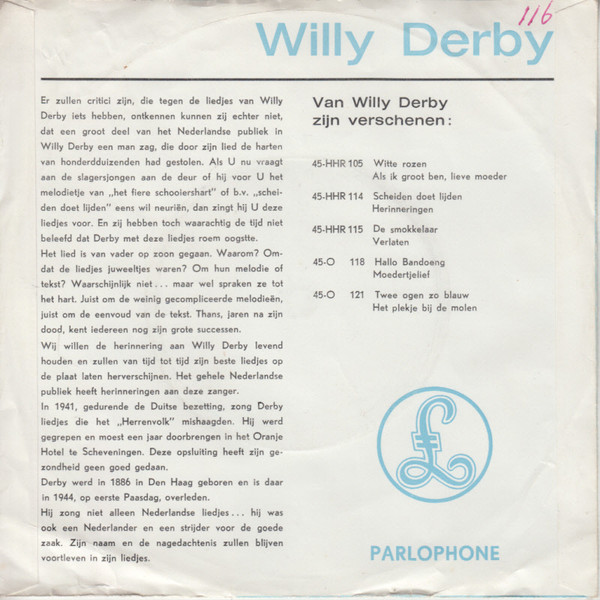 116
Willy Derby
Er zullen critici zijn, die tegen de liedjes van Willy
Derby iets hebben, ontkennen kunnen zij echter niet,
dat een groot deel van het Nederlandse publiek in
Willy Derby een man zag, die door zijn lied de harten
van honderdduizenden had gestolen. Als U nu vraagt
aan de slagersjongen aan de deur of hij voor U het
melodietje van „het fiere schooiershart" of b.v. „schei-
den doet lijden" eens wil neuriën, dan zingt hij U deze
liedjes voor. En zij hebben toch waarachtig de tijd niet
beleefd dat Derby met deze liedjes roem oogstte.
Het lied is van vader op zoon gegaan. Waarom? Om-
dat de liedjes juweeltjes waren? Om hun melodie of
tekst? Waarschijnlijk niet... maar wel spraken ze tot
het hart. Juist om de weinig gecompliceerde melodieën,
juist om de eenvoud van de tekst. Thans, jaren na zijn
dood, kent iedereen nog zijn grote successen.
Wij willen de herinnering aan Willy Derby levend
houden en zullen van tijd tot tijd zijn beste liedjes op
de plaat laten herverschijnen. Het gehele Nederlandse
publiek heeft herinneringen aan deze zanger.
In 1941, gedurende de Duitse bezetting, zong Derby
liedjes die het „Herrenvolk" mishaagden. Hij werd
gegrepen en moest een jaar doorbrengen in het Oranje
Hotel te Scheveningen. Deze opsluiting heeft zijn ge-
zondheid geen goed gedaan.
Derby werd in 1886 in Den Haag geboren en is daar
in 1944, op eerste Paasdag, overleden.
Hij zong niet alleen Nederlandse liedjes... hij was
ook een Nederlander en een strijder voor de goede
zaak. Zijn naam en de nagedachtenis zullen blijven
voortleven in zijn liedjes.
Van Willy Derby
zijn verschenen:
45-HHR 105 Witte rozen
Als ik groot ben, lieve moeder
45-HHR 114 Scheiden doet lijden
Herinneringen
45-HHR 115 De smokkelaar
Verlaten
45-O 118 Hallo Bandoeng
Moedertjelief
45-O 121 Twee ogen zo blauw
Het plekje bij de molen
£
PARLOPHONE